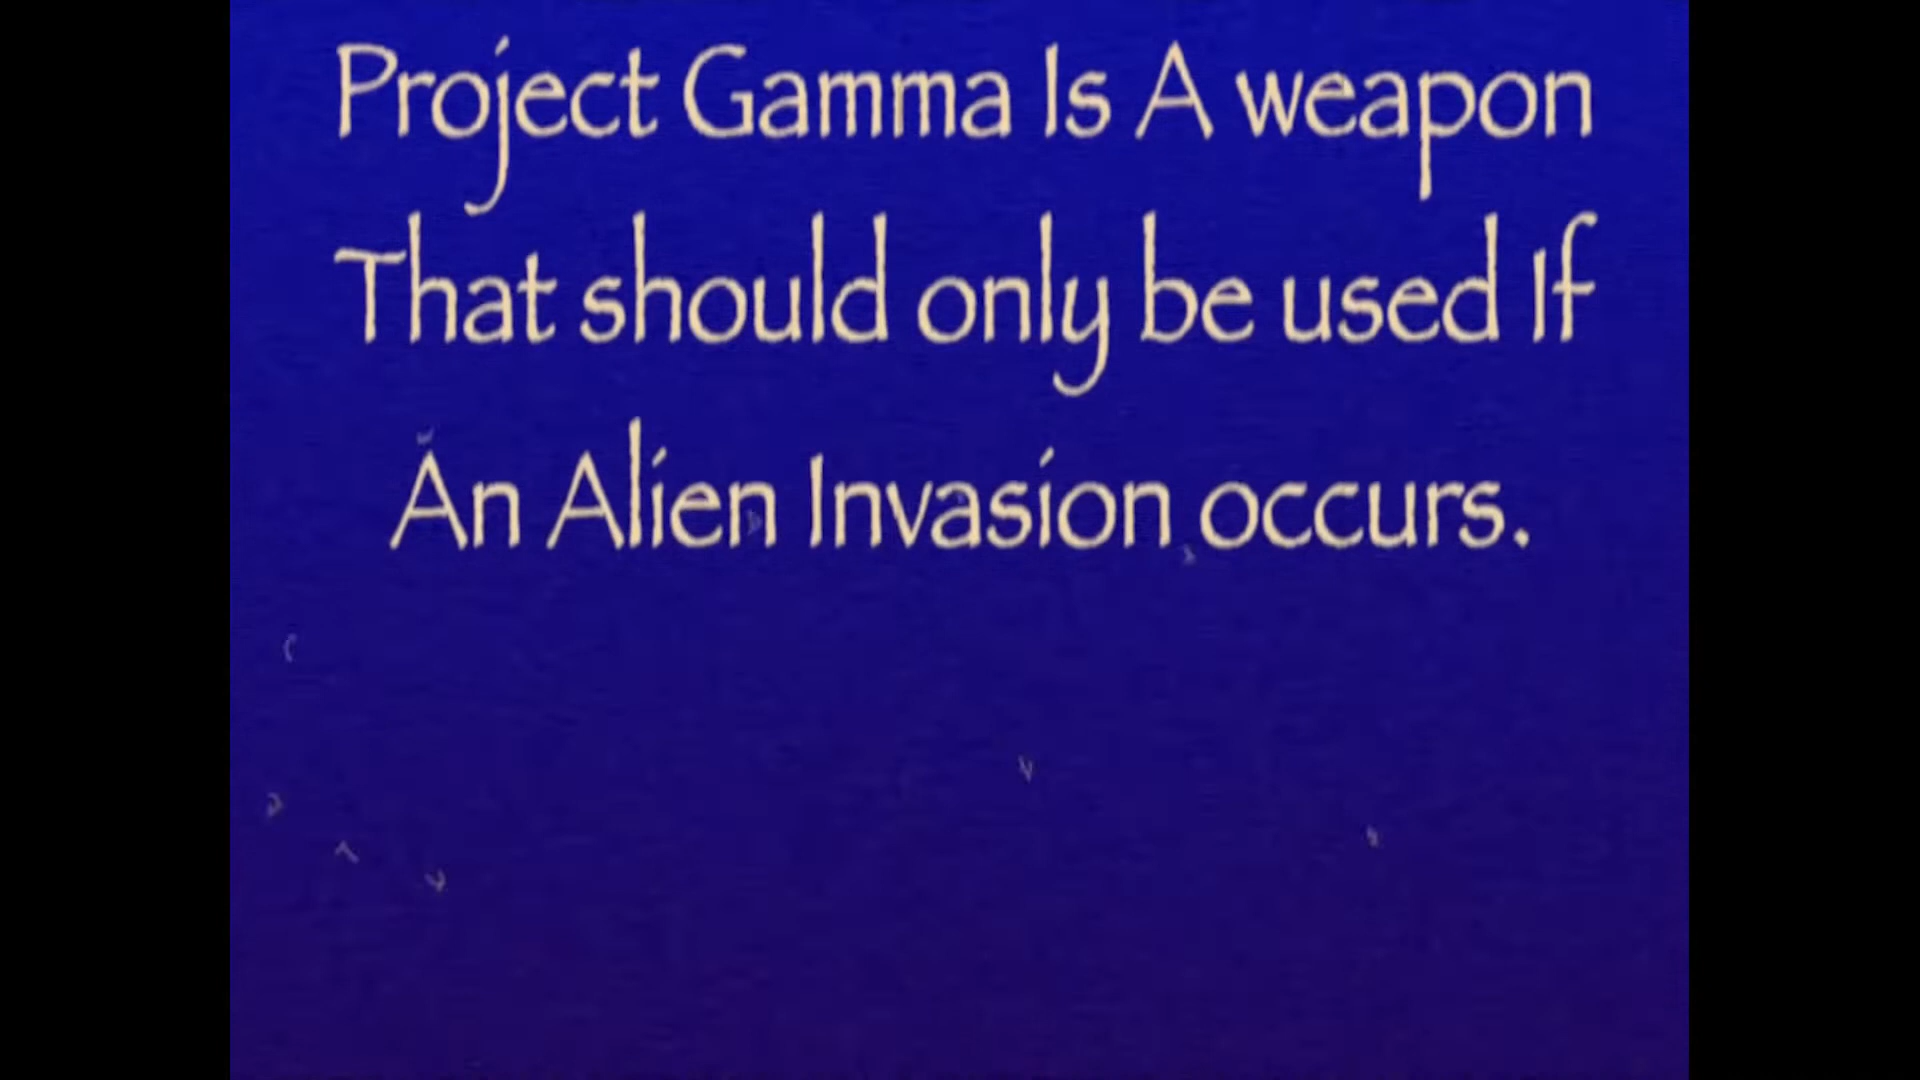 Project Gamma Is A weapon
That should only be used If
An Alien Invasion occurs.